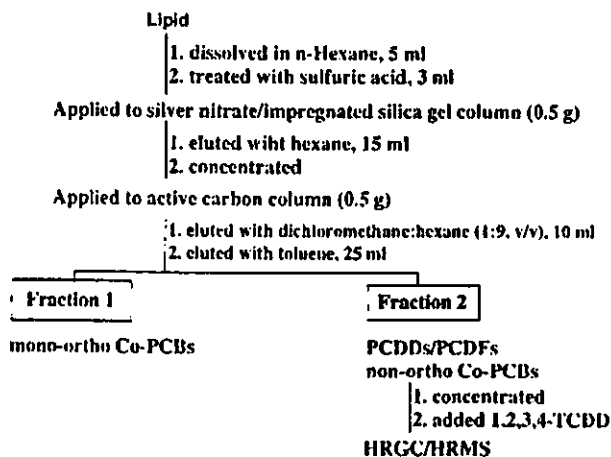 Lipid
1. dissolved in n-Hexane, 5 ml
2. treated with sulfuric acid, 3 ml
Applied to silver nitrate/impregnated silica gel column (0.5 g)
1. eluted wiht hexane, 15 ml
2. concentrated
Applied to active carbon column (0.5 g)
1. eluted with dichloromethane:hexane (1:9, v/v), 10 ml
2. eluted with toluene, 25 ml
Fraction 1
Fraction 2
mono-ortho Co-PCBs
PCDDs/PCDFs
non-ortho Co-PCBs
1. concentrated
2. added 1,2,3,4-TCDD
HRGC/HRMS